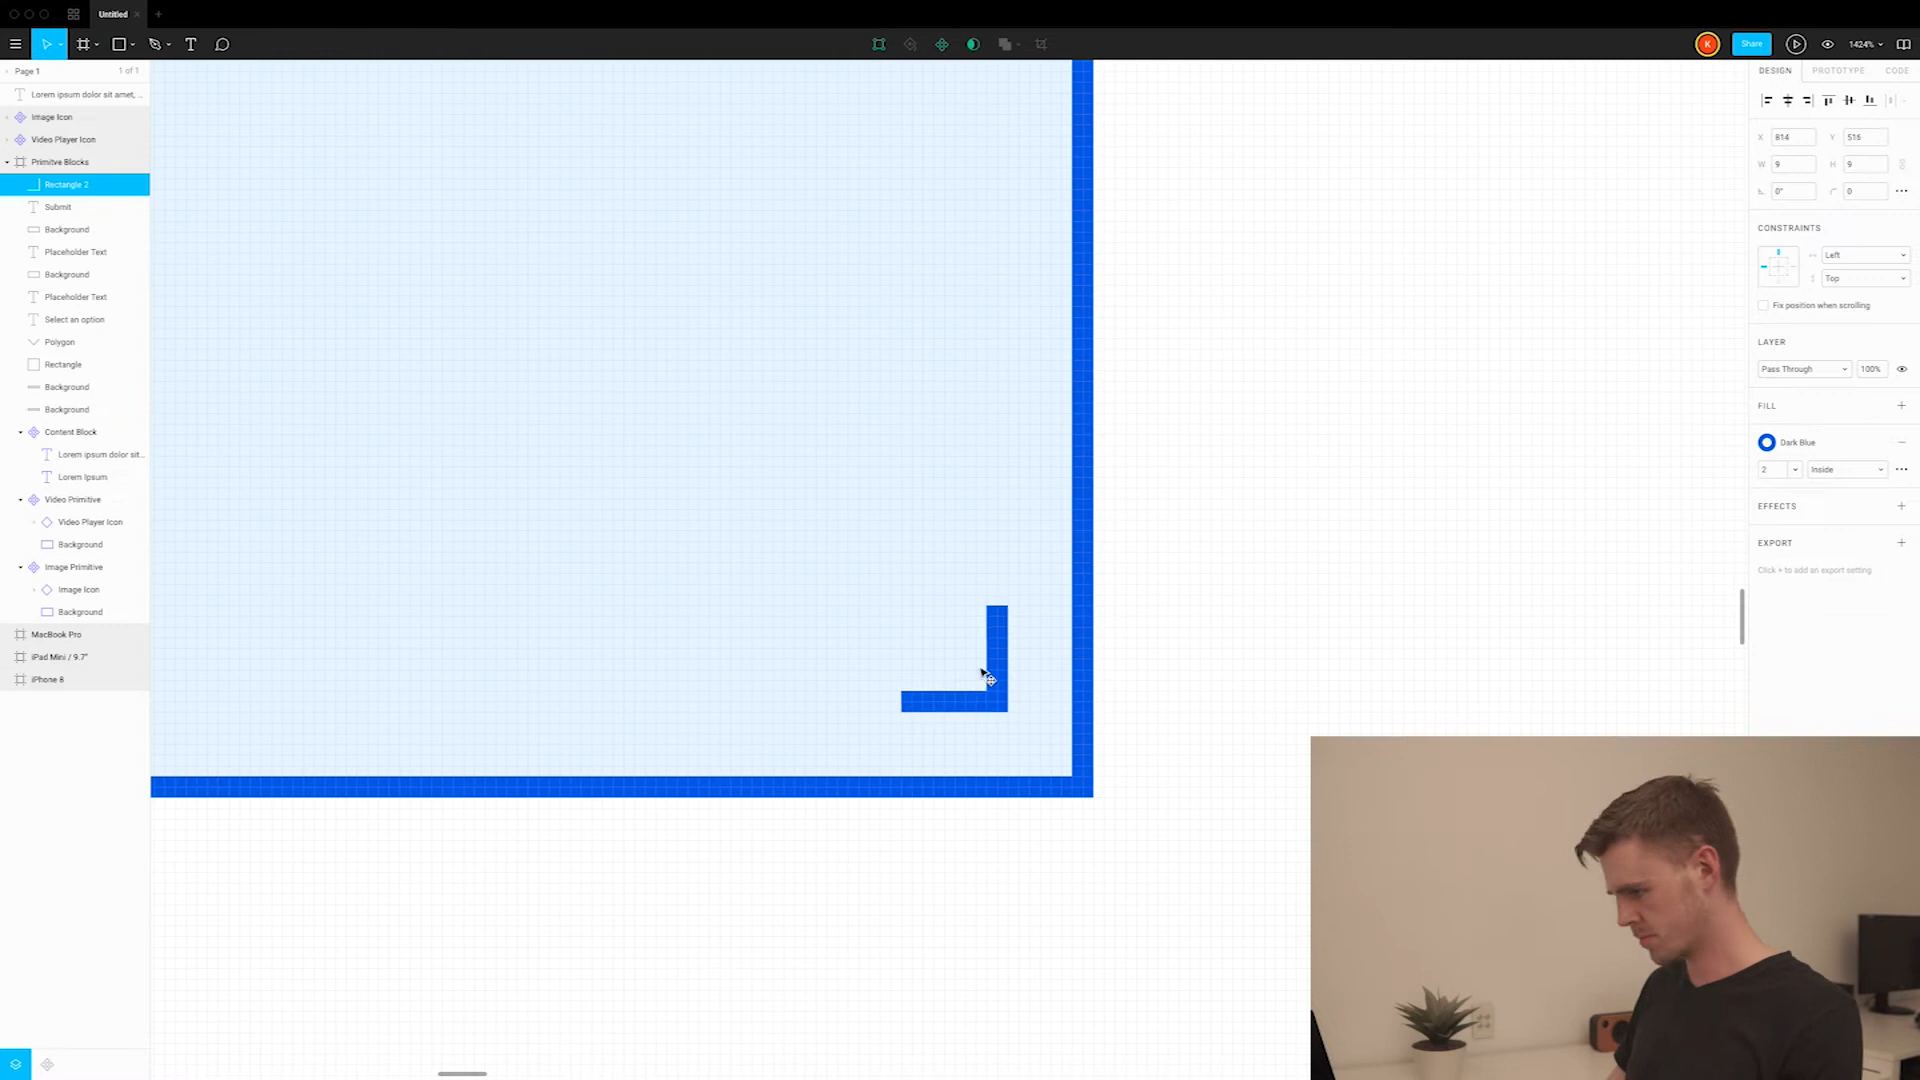 Untitled
K
Share
1424%
Page 1
1 of 1
DESIGN
PROTOTYPE
CODE
Lorem ipsum dolor sit amet, ...
Image Icon
Video Player Icon
Primitve Blocks
Rectangle 2
Submit
Background
Placeholder Text
Background
Placeholder Text
Select an option
Polygon
Rectangle
Background
Background
Content Block
Lorem ipsum dolor sit...
Lorem Ipsum
Video Primitive
Video Player Icon
Background
Image Primitive
Image Icon
Background
MacBook Pro
iPad Mini / 9.7"
iPhone 8
X 814 Y 516
W 9 H 9
0° 0
CONSTRAINTS
Left
Top
Fix position when scrolling
LAYER
Pass Through 100%
FILL
Dark Blue
2 Inside
EFFECTS
EXPORT
Click + to add an export setting